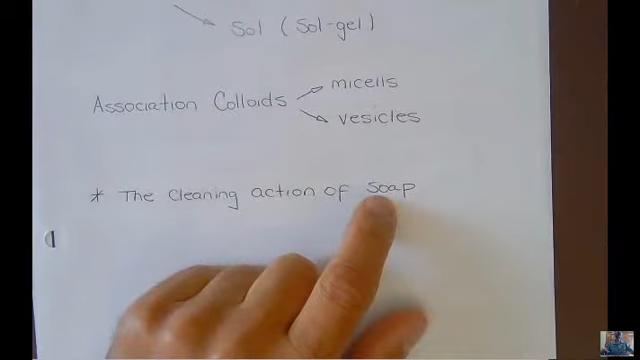 Sol (Sol-gel)
Association Colloids
micells
vesicles
* The cleaning action of soap